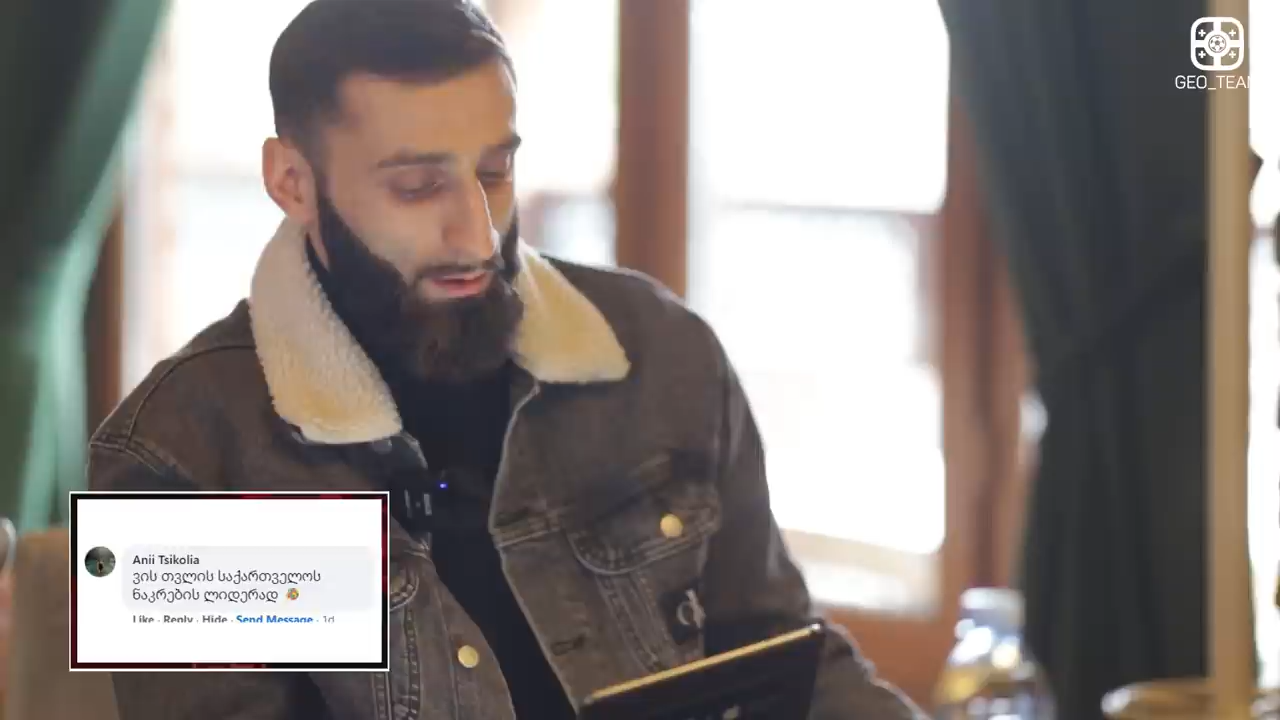 GEO_TEAM
Anii Tsikolia
ვის თვლის საქართველოს
ნაკრების ლიდერად
Like · Reply · Hide · Send Message · 1d